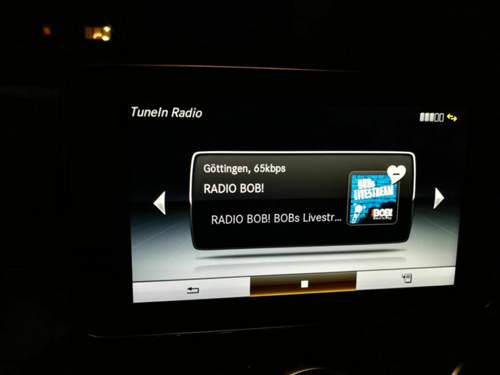 TuneIn Radio
Göttingen, 65kbps
RADIO BOB!
RADIO BOB! BOBs Livestr...
BOBs
LIVESTREAM
BOB!